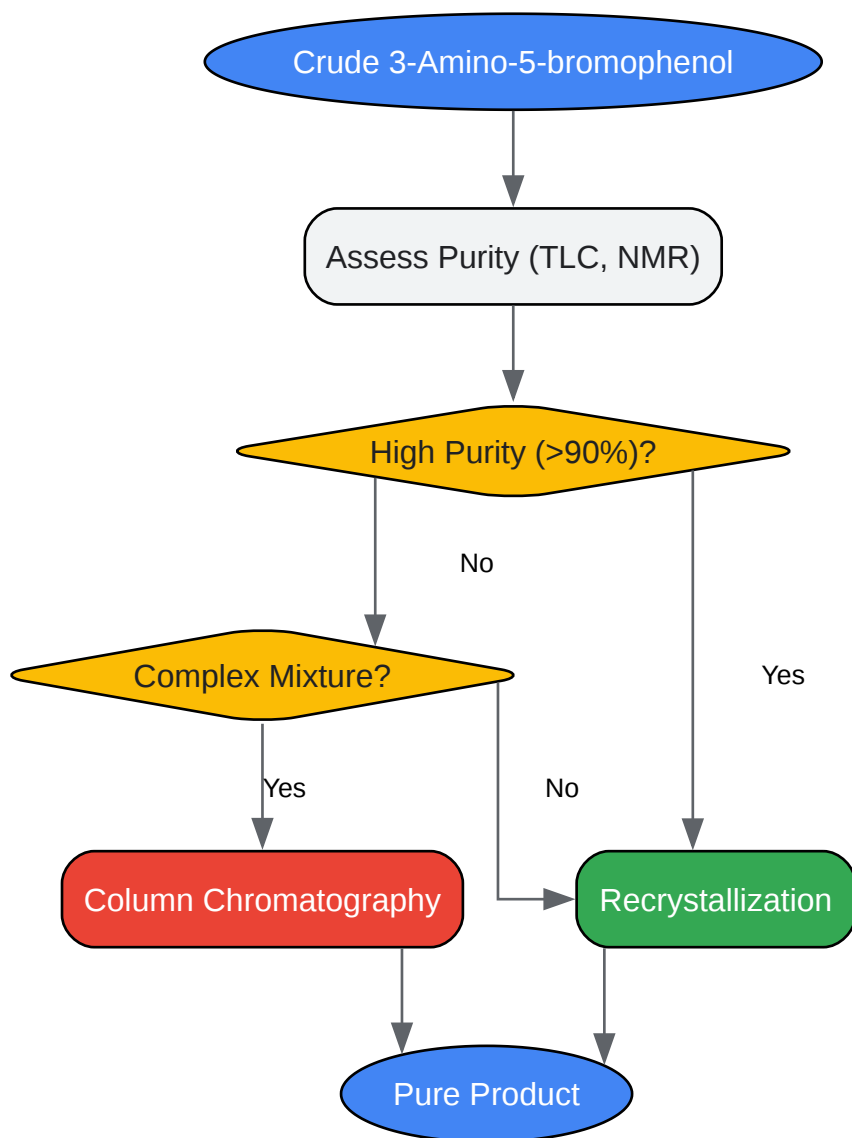 Crude 3-Amino-5-bromophenol
Assess Purity (TLC, NMR)
High Purity (>90%)?
No
Complex Mixture?
Yes
Yes
No
Column Chromatography
Recrystallization
Pure Product